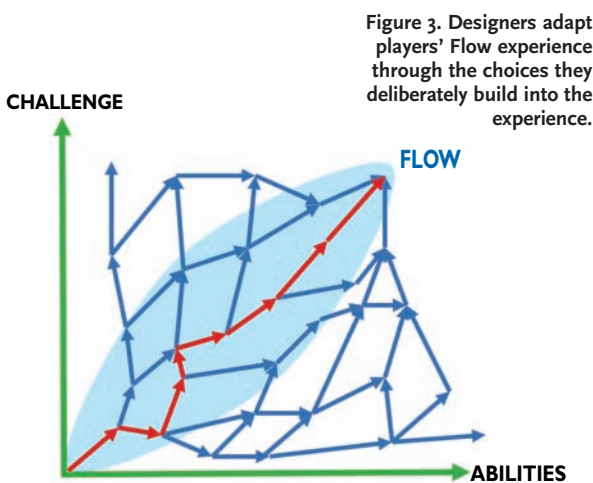 Figure 3. Designers adapt
players’ Flow experience
through the choices they
deliberately build into the
experience.
CHALLENGE
FLOW
ABILITIES